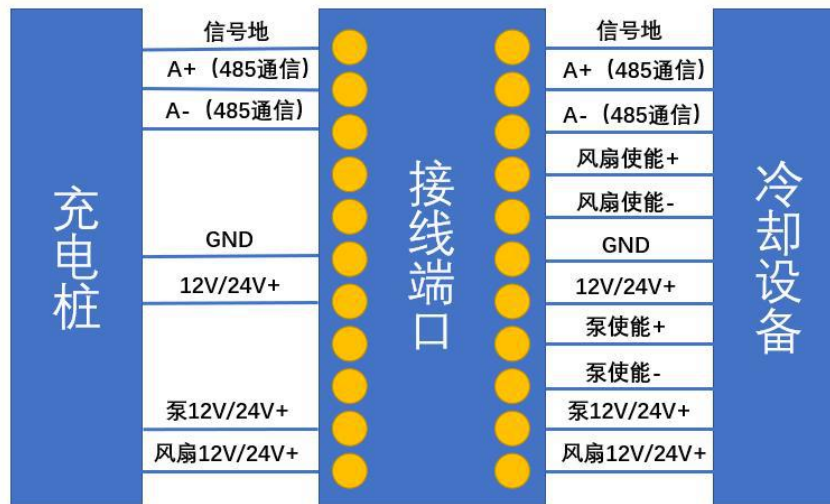 充电桩
信号地
A+（485通信）
A-（485通信）
GND
12V/24V+
泵12V/24V+
风扇12V/24V+
接线端口
信号地
A+（485通信）
A-（485通信）
风扇使能+
风扇使能-
GND
12V/24V+
泵使能+
泵使能-
泵12V/24V+
风扇12V/24V+
冷却设备